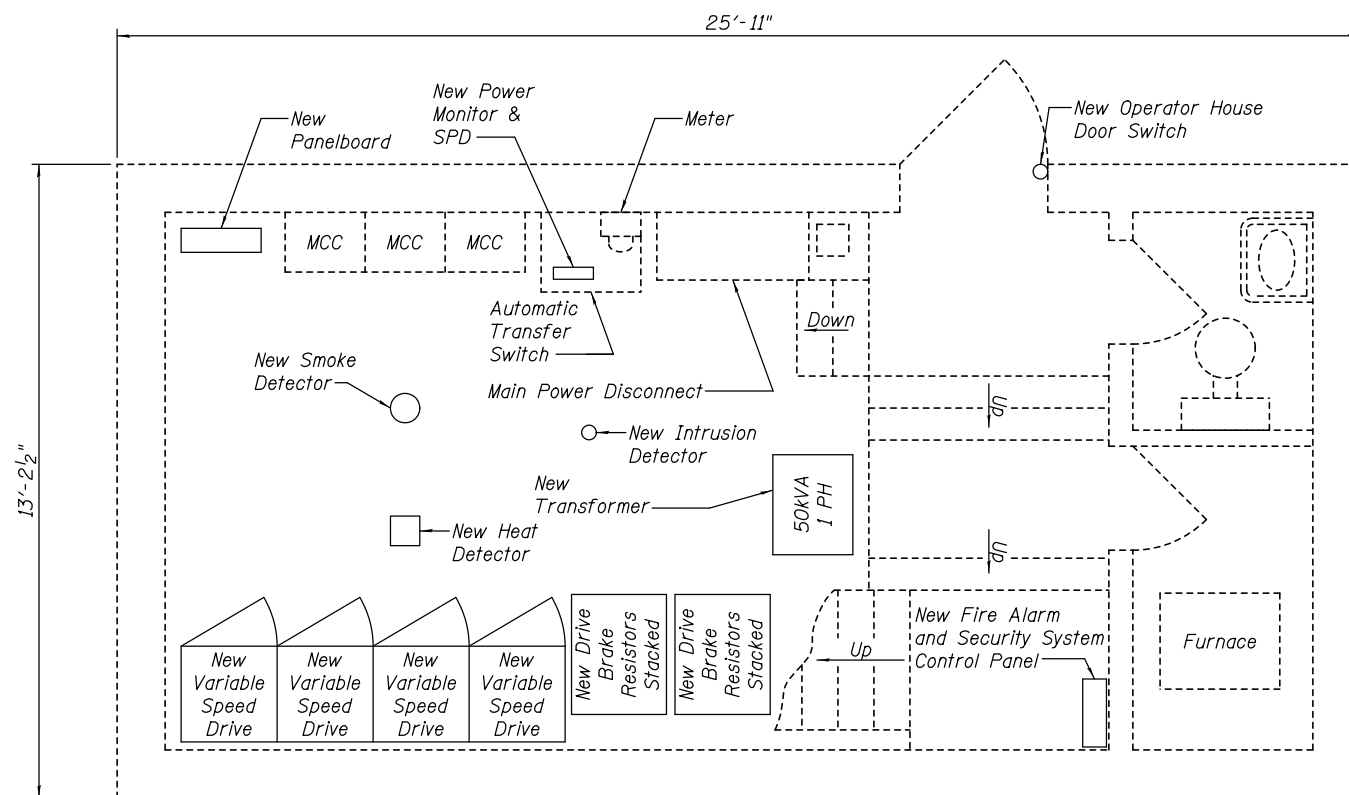 25'-11"
New Power
Monitor &
SPD
New
Panelboard
Meter
New Operator House
Door Switch
MCC
MCC
MCC
Automatic
Transfer
Switch
Down
New Smoke
Detector
Main Power Disconnect
Up
New Intrusion
Detector
13'-2½"
New
Transformer
50kVA
1 PH
New Heat
Detector
Up
New Drive
Brake
Resistors
Stacked
New Drive
Brake
Resistors
Stacked
New Fire Alarm
and Security System
Control Panel
Up
Furnace
New
Variable
Speed
Drive
New
Variable
Speed
Drive
New
Variable
Speed
Drive
New
Variable
Speed
Drive